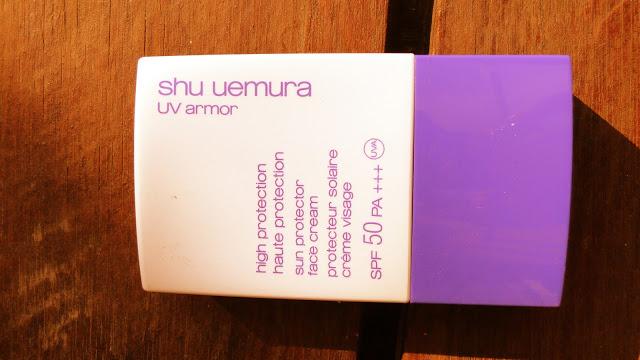 shu uemura
UV armor
high protection
haute protection
sun protector
face cream
protecteur solaire
crème visage
SPF 50 PA +++ UVA